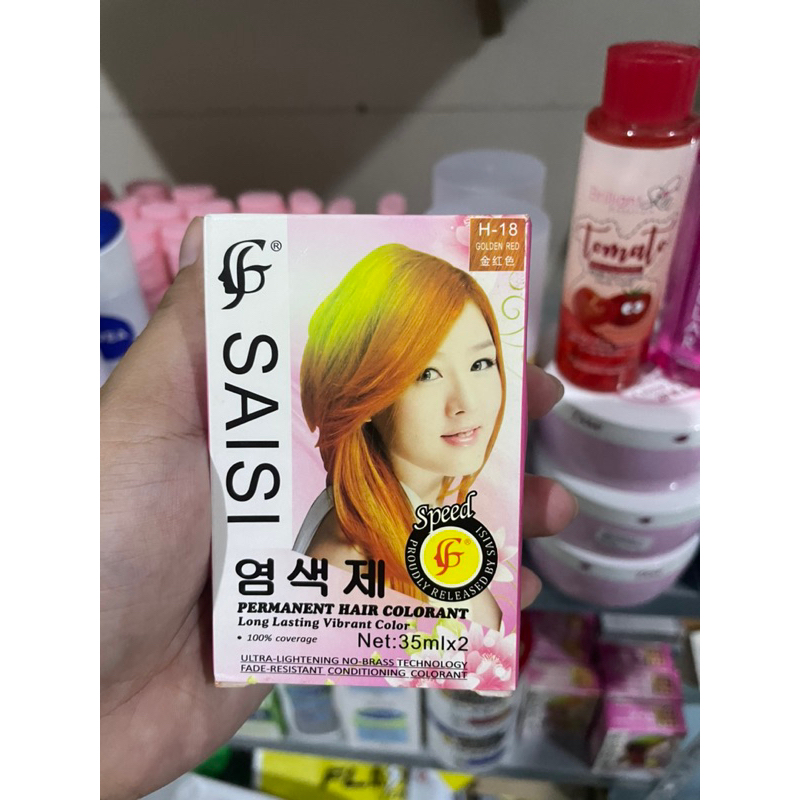 ®
SAISI
H-18
GOLDEN RED
金红色
Speed
PROUDLY RELEASED BY SAISI
염색제
PERMANENT HAIR COLORANT
Long Lasting Vibrant Color
• 100% coverage
Net:35mlx2
ULTRA-LIGHTENING NO-BRASS TECHNOLOGY
FADE-RESISTANT CONDITIONING COLORANT
tomato